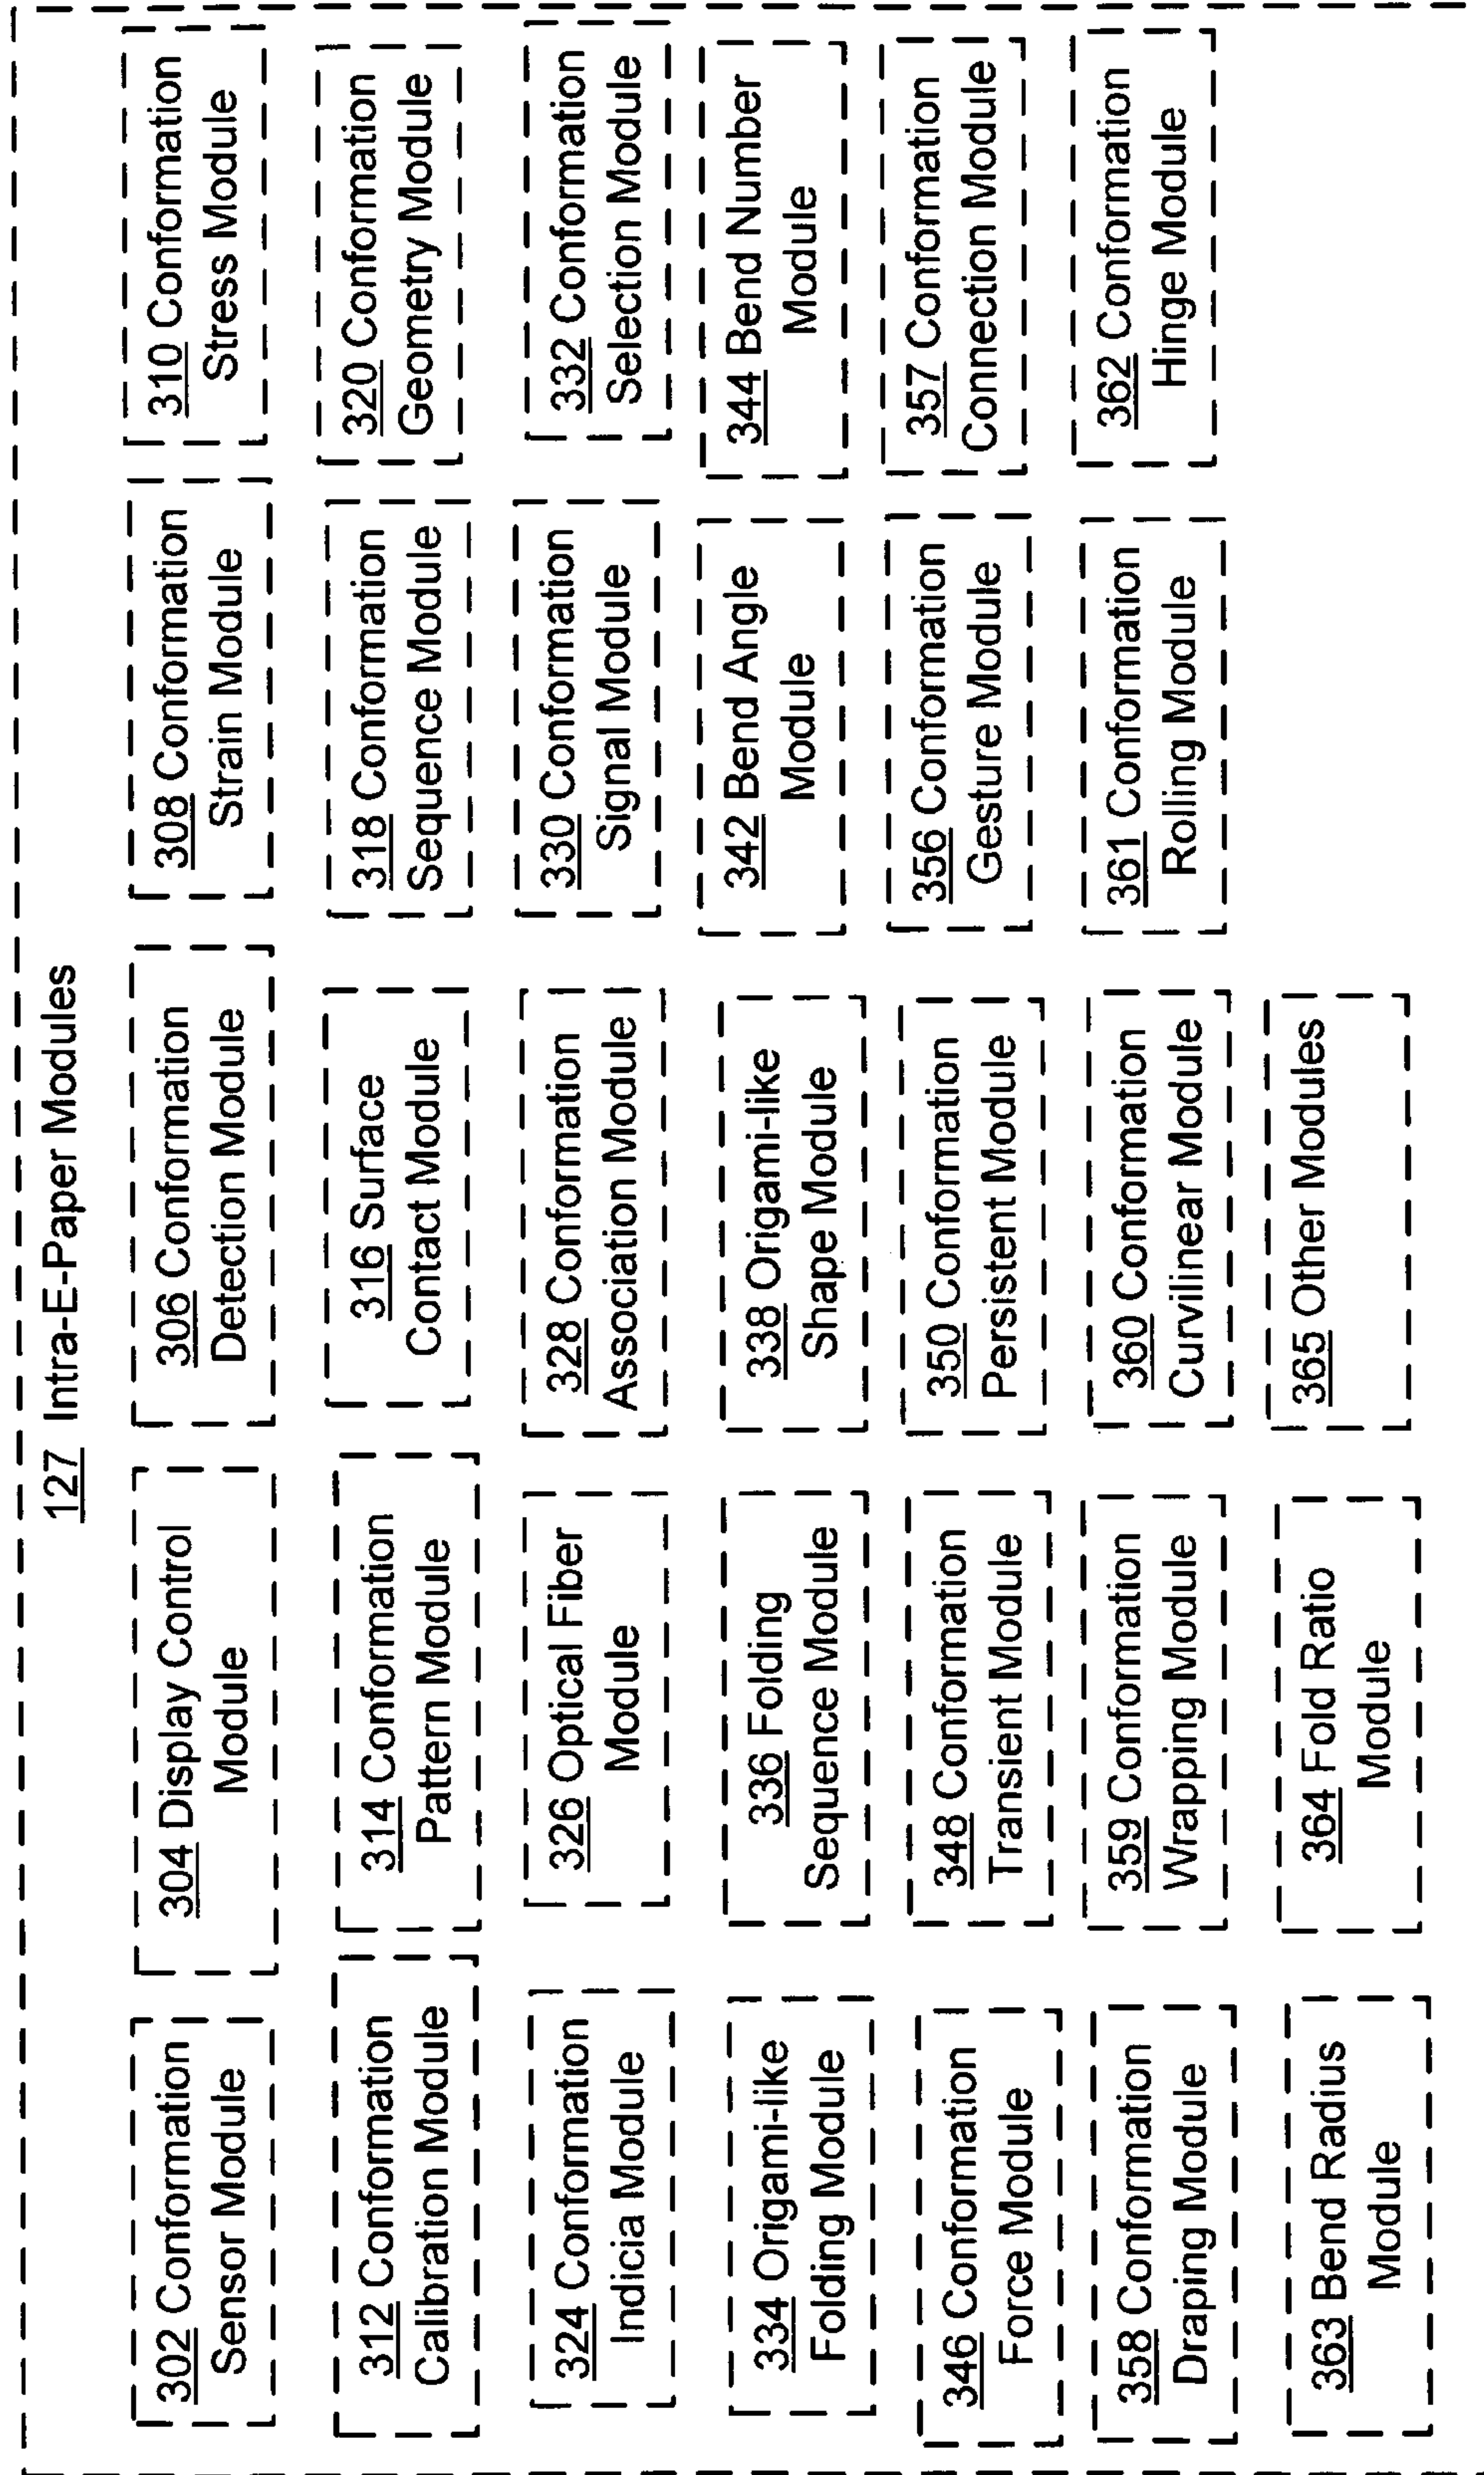 127 Intra-E-Paper Modules
302 Conformation
Sensor Module
304 Display Control
Module
306 Conformation
Detection Module
308 Conformation
Strain Module
310 Conformation
Stress Module
312 Conformation
Calibration Module
314 Conformation
Pattern Module
316 Surface
Contact Module
318 Conformation
Sequence Module
320 Conformation
Geometry Module
324 Conformation
Indicia Module
326 Optical Fiber
Module
328 Conformation
Association Module
330 Conformation
Signal Module
332 Conformation
Selection Module
334 Origami-like
Folding Module
336 Folding
Sequence Module
338 Origami-like
Shape Module
342 Bend Angle
Module
344 Bend Number
Module
346 Conformation
Force Module
348 Conformation
Transient Module
350 Conformation
Persistent Module
356 Conformation
Gesture Module
357 Conformation
Connection Module
358 Conformation
Draping Module
359 Conformation
Wrapping Module
360 Conformation
Curvilinear Module
361 Conformation
Rolling Module
362 Conformation
Hinge Module
363 Bend Radius
Module
364 Fold Ratio
Module
365 Other Modules